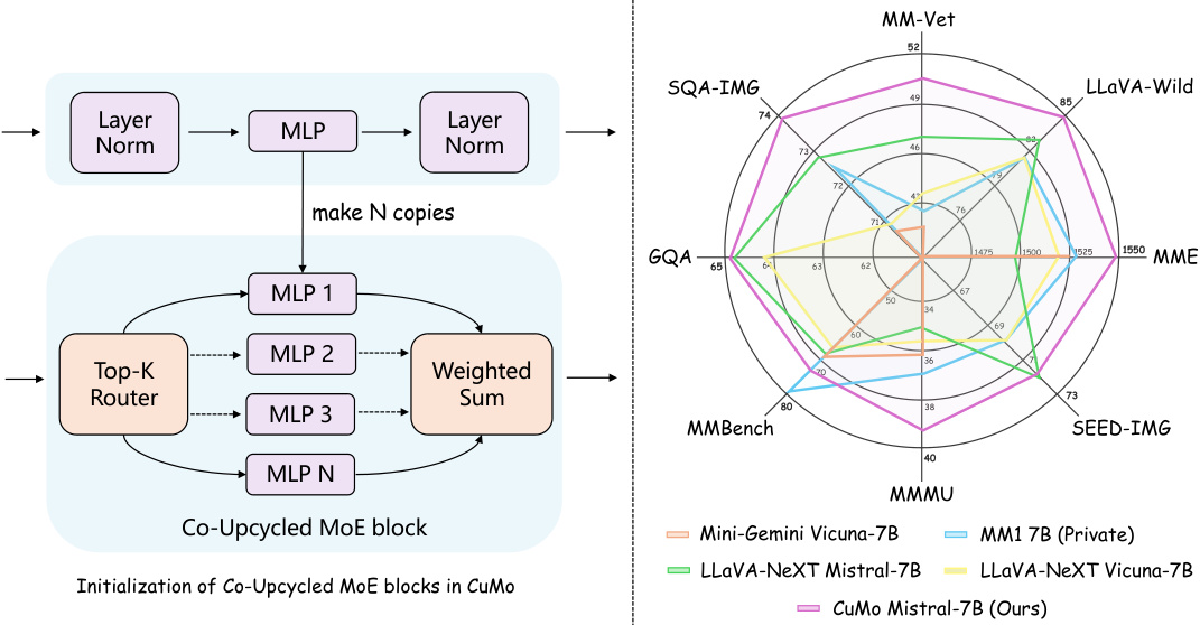 Layer
Norm
MLP
Layer
Norm
make N copies
MLP 1
MLP 2
MLP 3
MLP N
Top-K
Router
Weighted
Sum
Co-Upcycled MoE block
Initialization of Co-Upcycled MoE blocks in CuMo
MM-Vet
52
49
46
43
LLaVA-Wild
85
82
79
76
MME
1475
1500
1525
1550
SEED-IMG
67
69
73
MMMU
34
36
38
40
MMBench
50
60
70
80
GQA
65
63
62
SQA-IMG
74
73
72
71
Mini-Gemini Vicuna-7B
MM1 7B (Private)
LLaVA-NeXT Mistral-7B
LLaVA-NeXT Vicuna-7B
CuMo Mistral-7B (Ours)